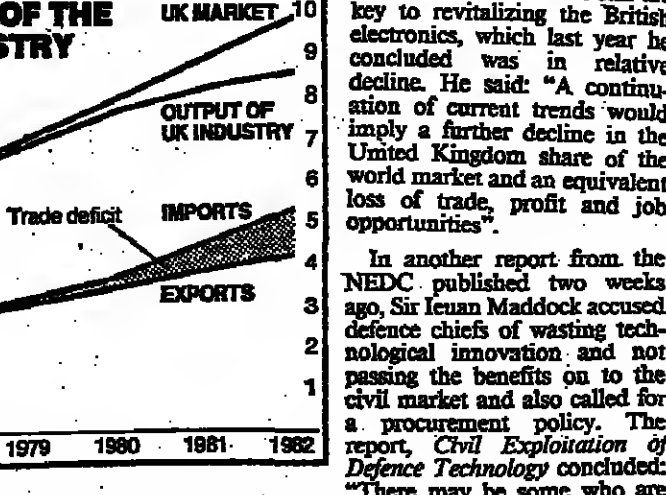 OF THE
STRY
UK MARKET
OUTPUT OF
UK INDUSTRY
Trade deficit
IMPORTS
EXPORTS
10
9
8
7
6
5
4
3
2
1
1979 1980 1981 1982
key to revitalizing the British
electronics, which last year he
concluded was in relative
decline. He said: “A continu-
ation of current trends would
imply a further decline in the
United Kingdom share of the
world market and an equivalent
loss of trade, profit and job
opportunities”.
In another report from the
NEDC published two weeks
ago, Sir Ieuan Maddock accused
defence chiefs of wasting tech-
nological innovation and not
passing the benefits on to the
civil market and also called for
a procurement policy. The
report, Civil Exploitation of
Defence Technology concluded:
“There may be some who are